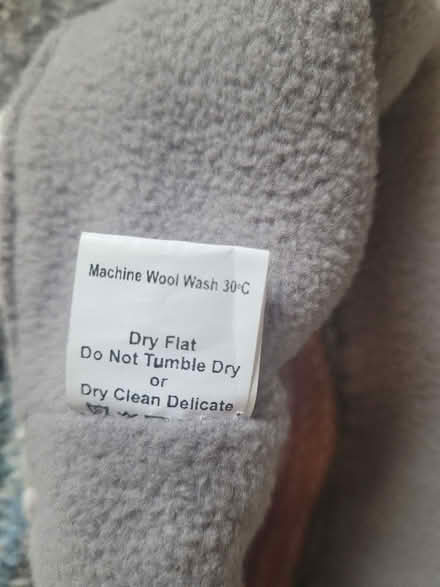 Machine Wool Wash 30°C
Dry Flat
Do Not Tumble Dry
or
Dry Clean Delicate